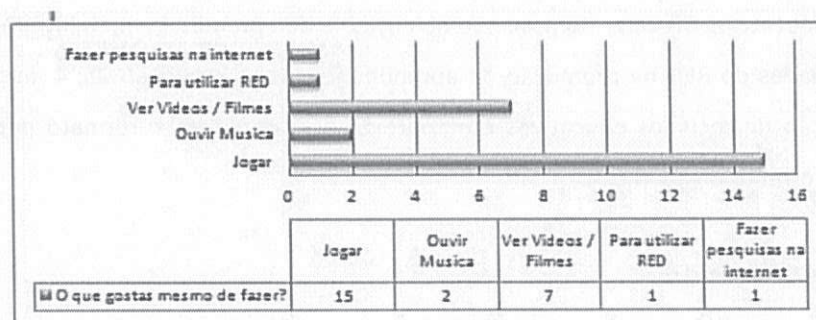 Fazer pesquisas na internet
Para utilizar RED
Ver Videos / Filmes
Ouvir Musica
Jogar
0 2 4 6 8 10 12 14 16
Jogar
Ouvir
Musica
Ver Videos /
Filmes
Para utilizar
RED
Fazer
pesquisas na
internet
O que gostas mesmo de fazer? 15 2 7 1 1